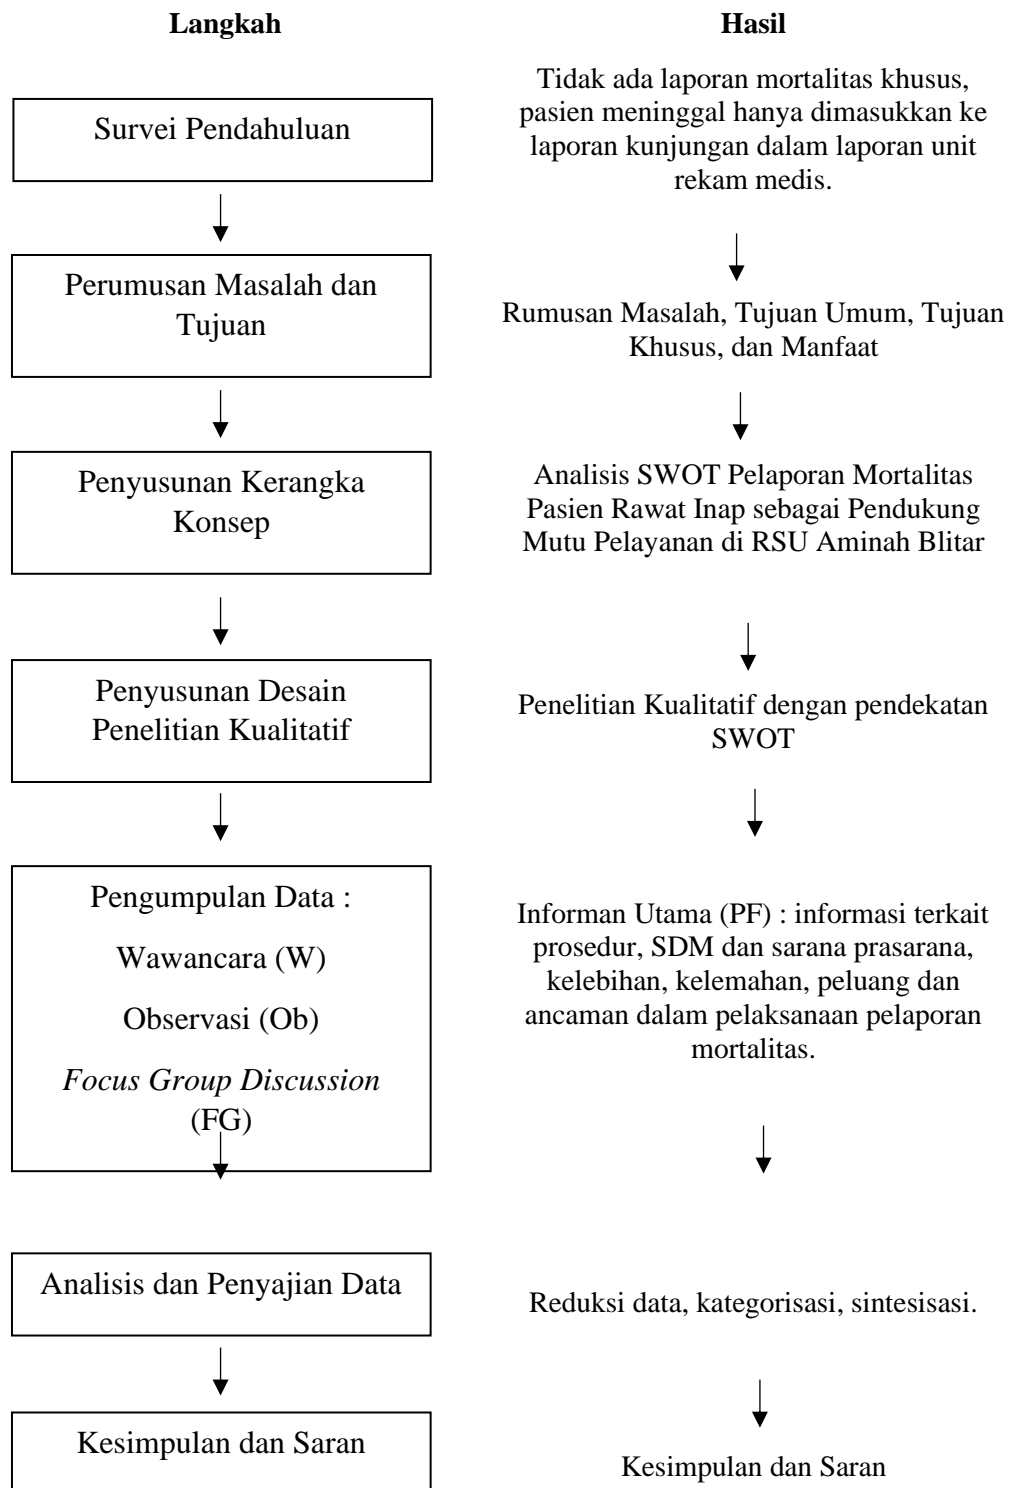 Langkah
Hasil
Survei Pendahuluan
Tidak ada laporan mortalitas khusus,
pasien meninggal hanya dimasukkan ke
laporan kunjungan dalam laporan unit
rekam medis.
Perumusan Masalah dan
Tujuan
Rumusan Masalah, Tujuan Umum, Tujuan
Khusus, dan Manfaat
Penyusunan Kerangka
Konsep
Analisis SWOT Pelaporan Mortalitas
Pasien Rawat Inap sebagai Pendukung
Mutu Pelayanan di RSU Aminah Blitar
Penyusunan Desain
Penelitian Kualitatif
Penelitian Kualitatif dengan pendekatan
SWOT
Pengumpulan Data :
Wawancara (W)
Observasi (Ob)
Focus Group Discussion
(FG)
Informan Utama (PF) : informasi terkait
prosedur, SDM dan sarana prasarana,
kelebihan, kelemahan, peluang dan
ancaman dalam pelaksanaan pelaporan
mortalitas.
Analisis dan Penyajian Data
Reduksi data, kategorisasi, sintesisasi.
Kesimpulan dan Saran
Kesimpulan dan Saran